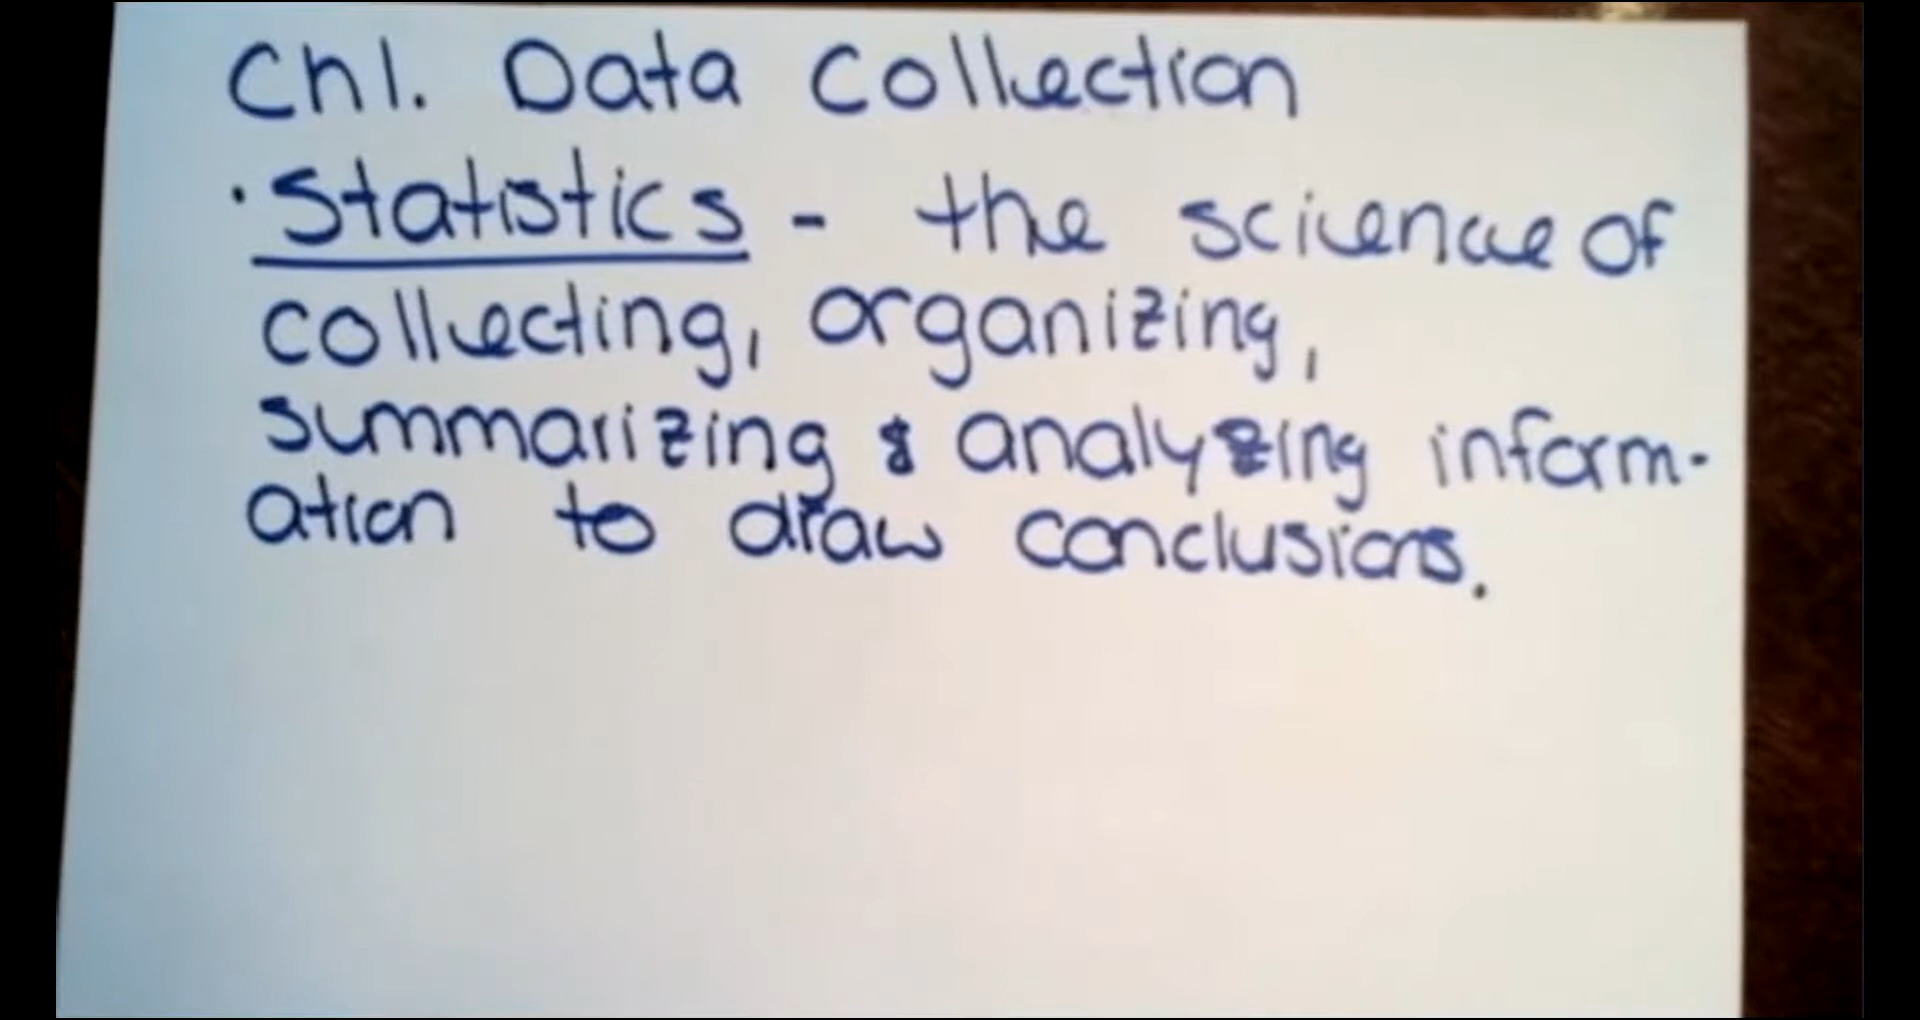 Ch1. Data Collection
· Statistics - the science of
collecting, organizing,
summarizing & analyzing inform-
ation to draw conclusions.